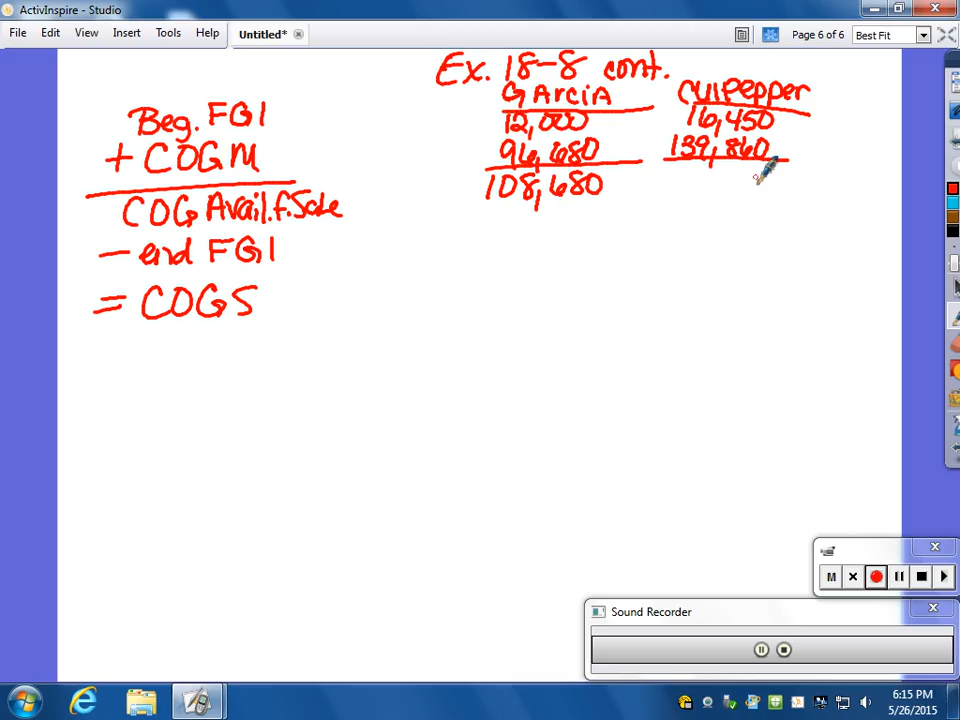 ActivInspire - Studio
File Edit View Insert Tools Help Untitled* Page 6 of 6 Best Fit
Ex. 18-8 cont.
GArciA Culpepper
Beg. FGI 12,000 16,450
+ COGM 96,680 139,860
COG Avail.f.Sale 108,680
- end FGI
= COGS
M
Sound Recorder
6:15 PM
5/26/2015